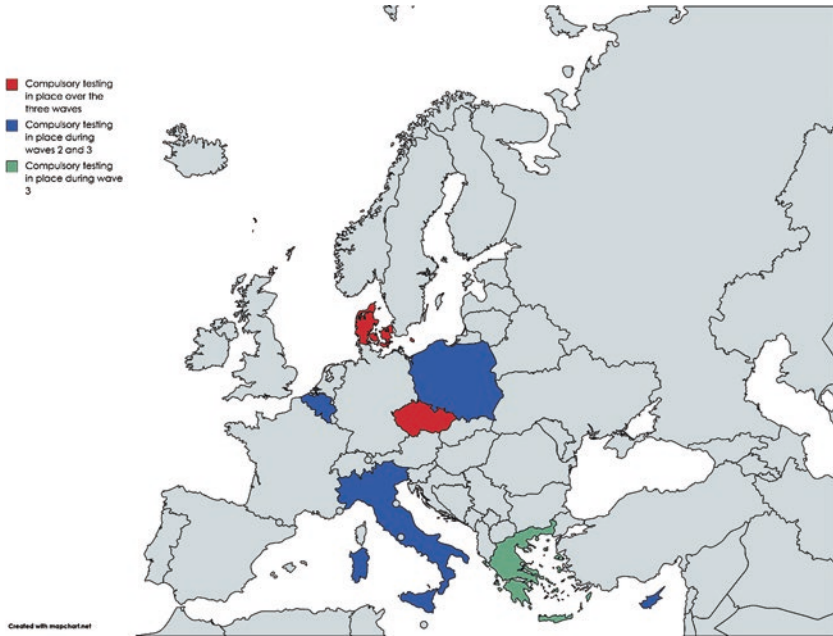 Compulsory testing
in place over the
three waves
Compulsory testing
in place during
waves 2 and 3
Compulsory testing
in place during wave
3
Created with mapchart.net